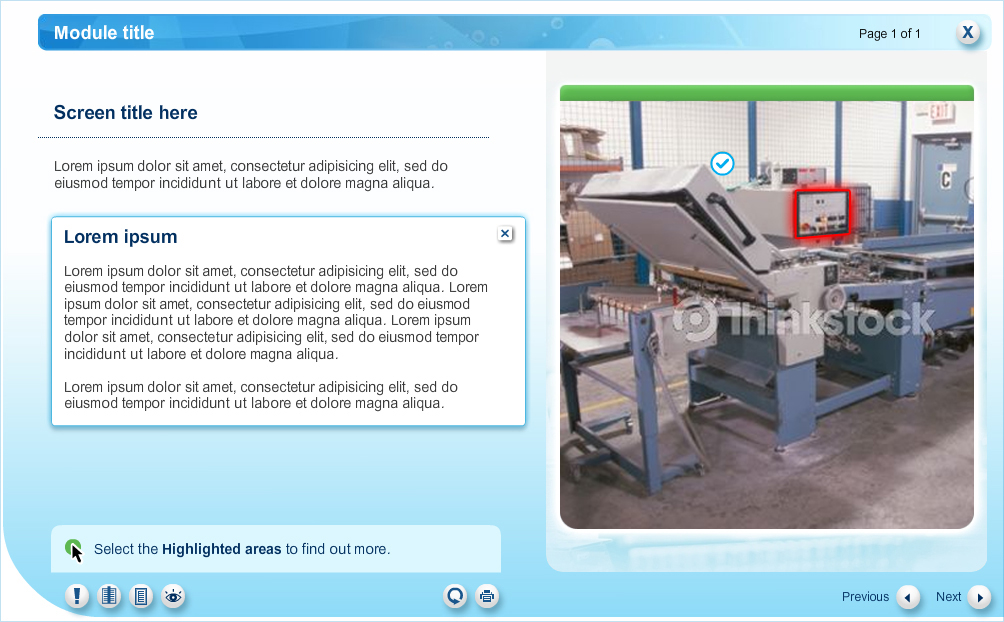 Module title
Page 1 of 1
X
Screen title here
Lorem ipsum dolor sit amet, consectetur adipisicing elit, sed do
eiusmod tempor incididunt ut labore et dolore magna aliqua.
Lorem ipsum
Lorem ipsum dolor sit amet, consectetur adipisicing elit, sed do
eiusmod tempor incididunt ut labore et dolore magna aliqua. Lorem
ipsum dolor sit amet, consectetur adipisicing elit, sed do eiusmod
tempor incididunt ut labore et dolore magna aliqua. Lorem ipsum
dolor sit amet, consectetur adipisicing elit, sed do eiusmod tempor
incididunt ut labore et dolore magna aliqua.
Lorem ipsum dolor sit amet, consectetur adipisicing elit, sed do
eiusmod tempor incididunt ut labore et dolore magna aliqua.
EXIT
C
Thinkstock
Select the Highlighted areas to find out more.
Previous
Next